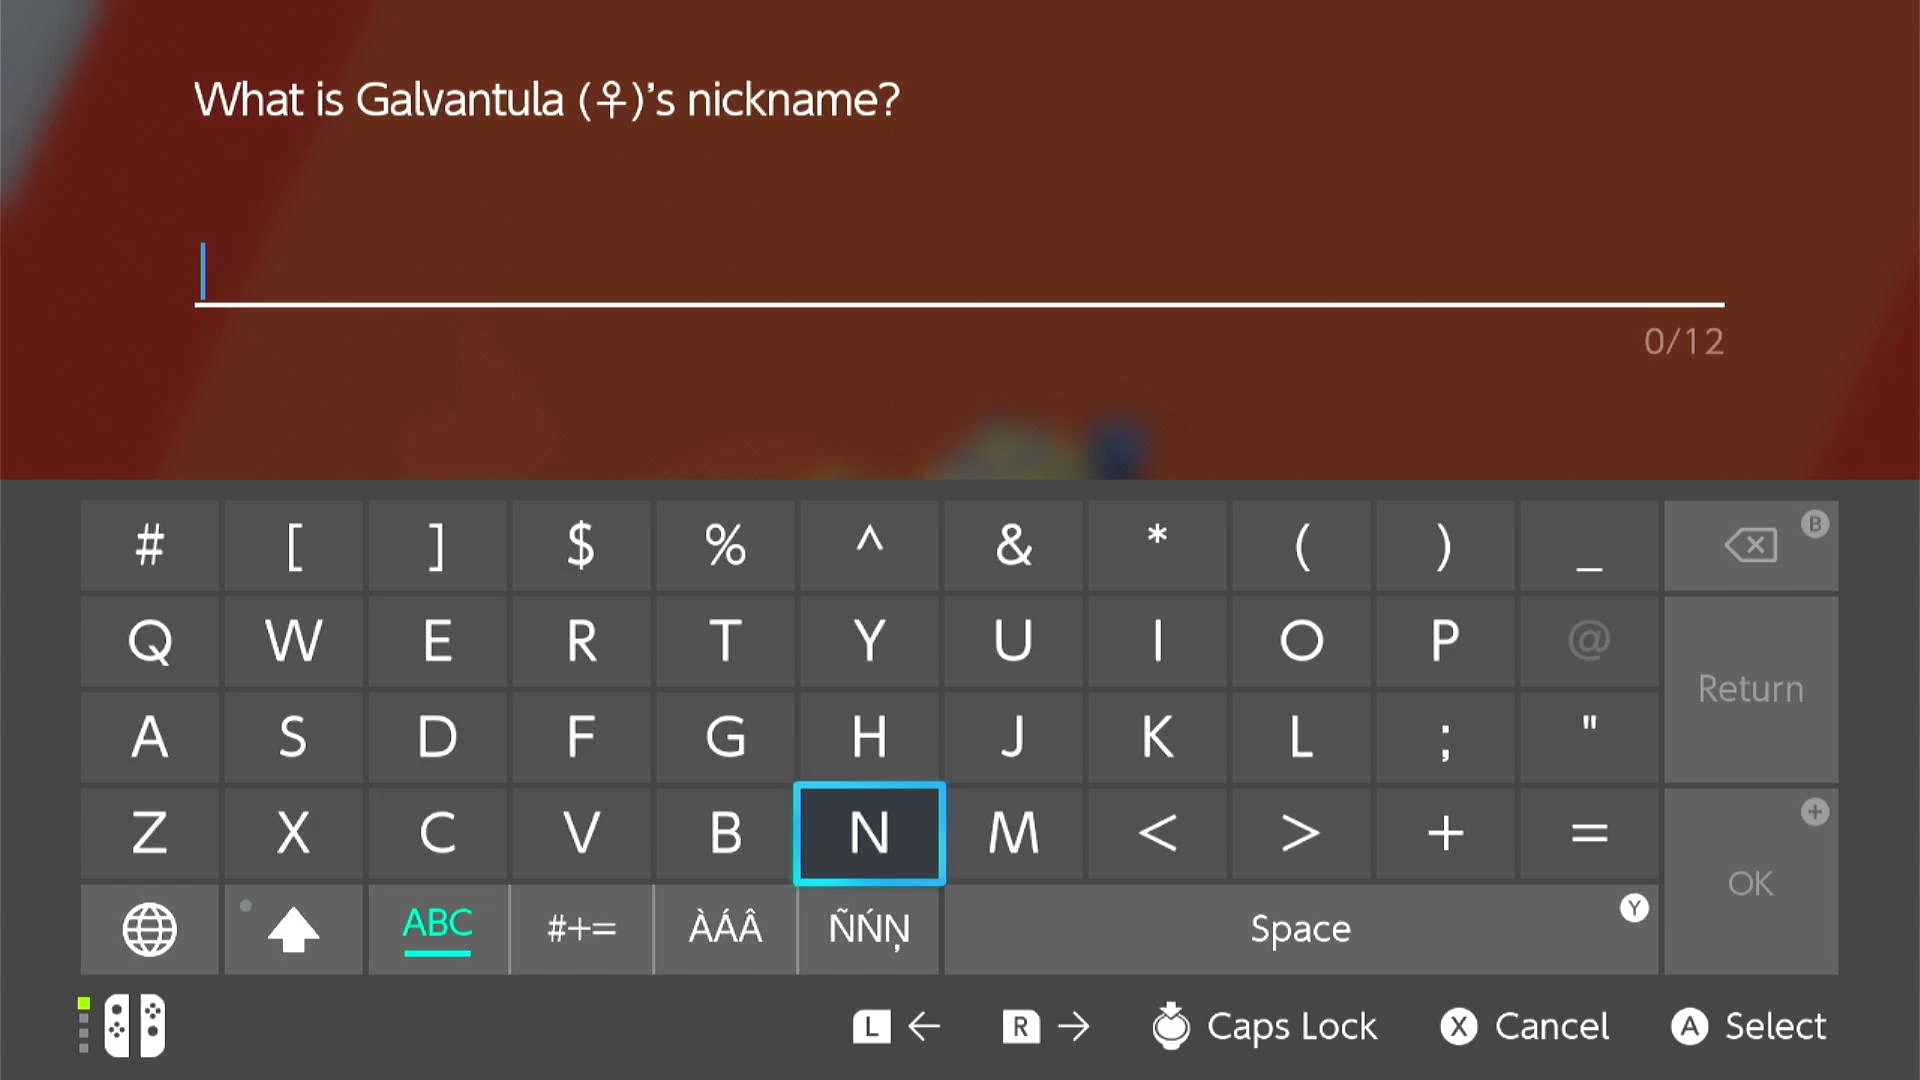 What is Galvantula (♀)'s nickname?
0/12
# [ ] $ % ^ & * ( ) _ B
Q W E R T Y U I O P @ Return
A S D F G H J K L ; "
Z X C V B N M < > + = + OK
ABC #+= ÀÁÂ ÑŃŅ Space Y
L ← R → Caps Lock X Cancel A Select